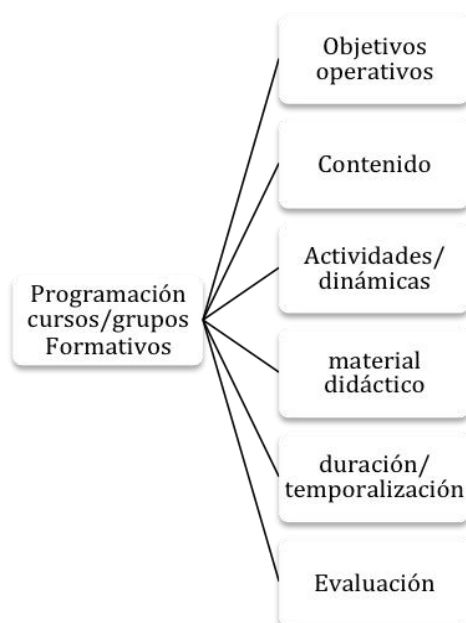 Objetivos
operativos
Contenido
Actividades/
dinámicas
Programación
cursos/grupos
Formativos
material
didáctico
duración/
temporalización
Evaluación